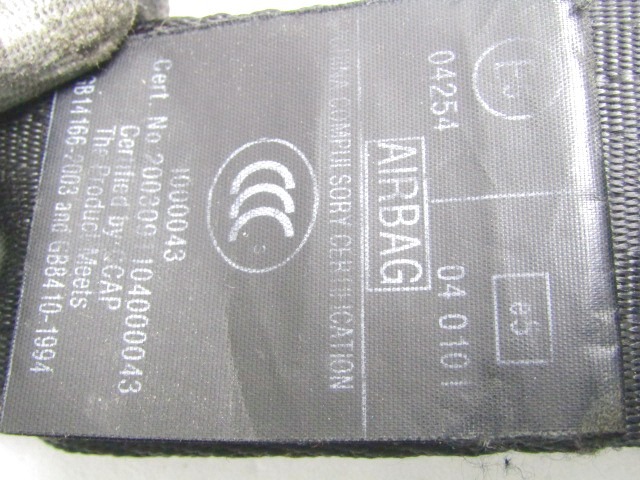 04254
e5
04 0101
AIRBAG
CHINA COMPULSORY CERTIFICATION
CCC
1000043
Cert. No
Certified by CCAP
The Product Meets
GB14166-2003 and GB8410-1994